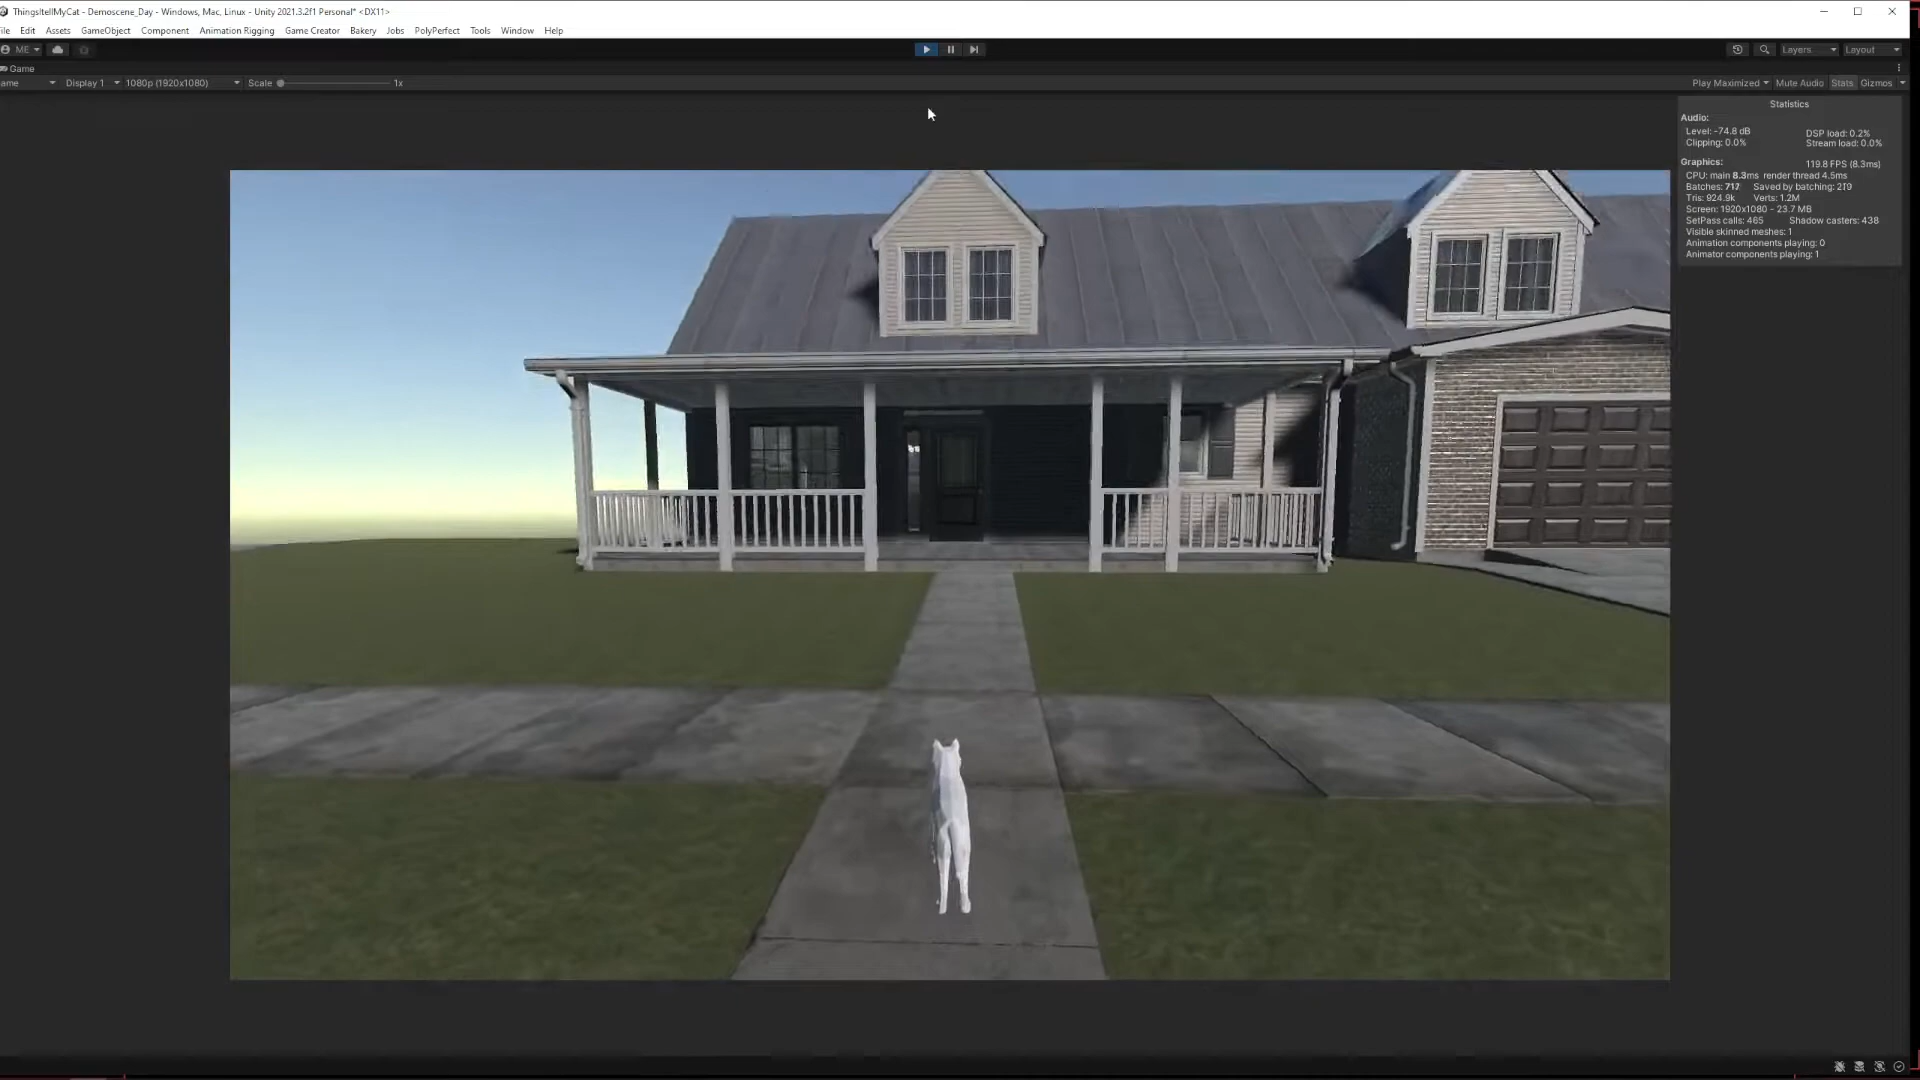 ThingsItellMyCat - Demoscene_Day - Windows, Mac, Linux - Unity 2021.3.2f1 Personal* <DX11>
ile Edit Assets GameObject Component Animation Rigging Game Creator Bakery Jobs PolyPerfect Tools Window Help
ME Layers Layout
Game
ame Display 1 1080p (1920x1080) Scale 1x Play Maximized Mute Audio Stats Gizmos
Statistics
Audio:
Level: -74.8 dB DSP load: 0.2%
Clipping: 0.0% Stream load: 0.0%
Graphics: 119.8 FPS (8.3ms)
CPU: main 8.3ms render thread 4.5ms
Batches: 717 Saved by batching: 219
Tris: 924.9k Verts: 1.2M
Screen: 1920x1080 - 23.7 MB
SetPass calls: 465 Shadow casters: 438
Visible skinned meshes: 1
Animation components playing: 0
Animator components playing: 1